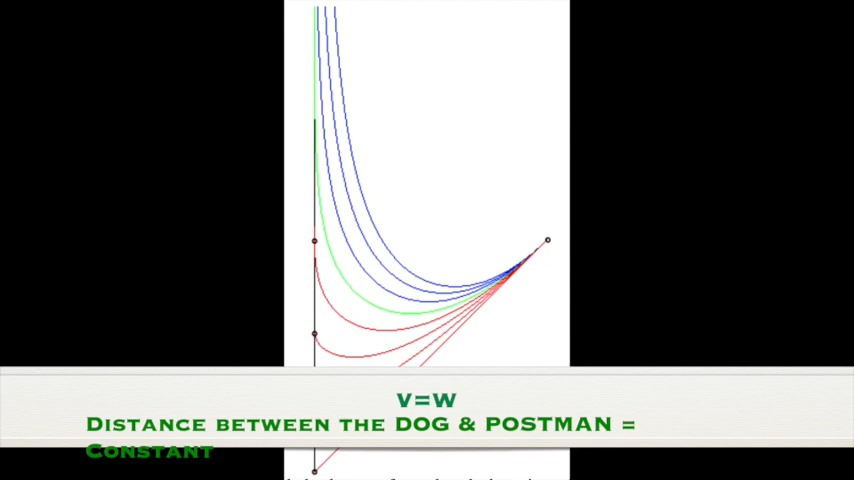 v=w
Distance between the DOG & POSTMAN =
Constant